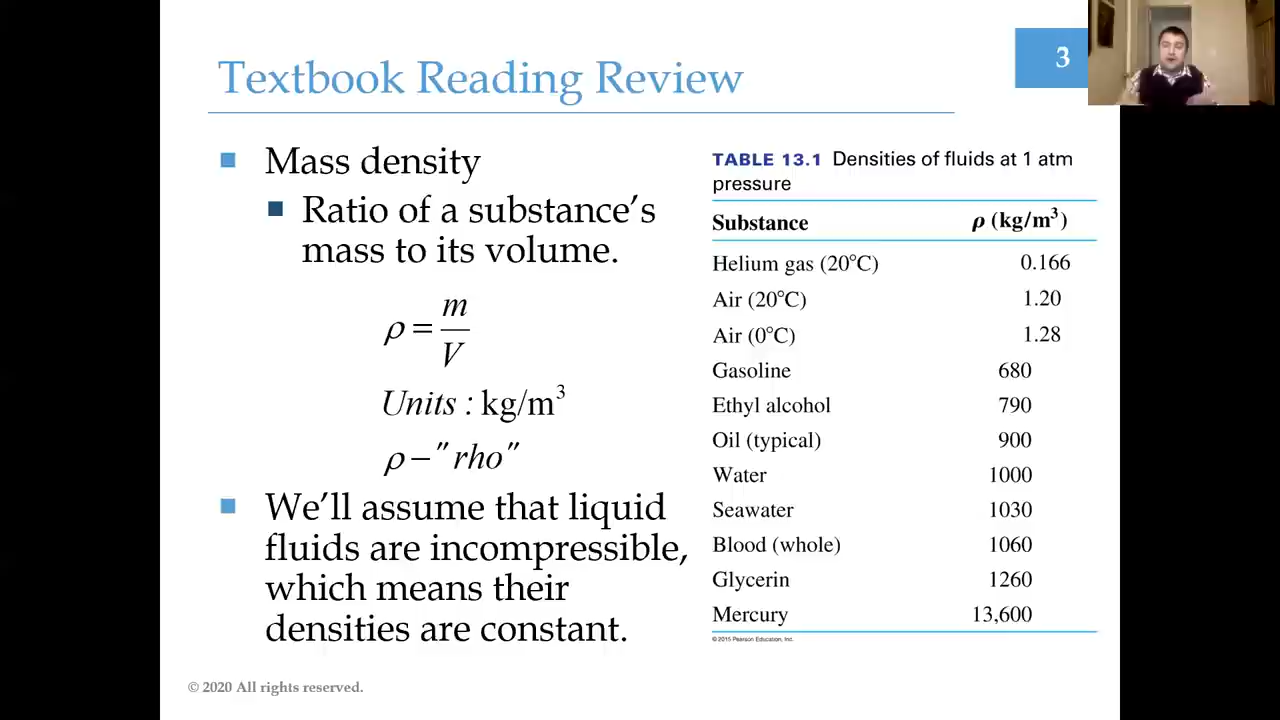 Textbook Reading Review
3
Mass density
Ratio of a substance's
mass to its volume.
ρ = m/V
Units : kg/m³
ρ – "rho"
We'll assume that liquid
fluids are incompressible,
which means their
densities are constant.
TABLE 13.1 Densities of fluids at 1 atm
pressure
Substance ρ (kg/m³)
Helium gas (20°C) 0.166
Air (20°C) 1.20
Air (0°C) 1.28
Gasoline 680
Ethyl alcohol 790
Oil (typical) 900
Water 1000
Seawater 1030
Blood (whole) 1060
Glycerin 1260
Mercury 13,600
© 2015 Pearson Education, Inc.
© 2020 All rights reserved.